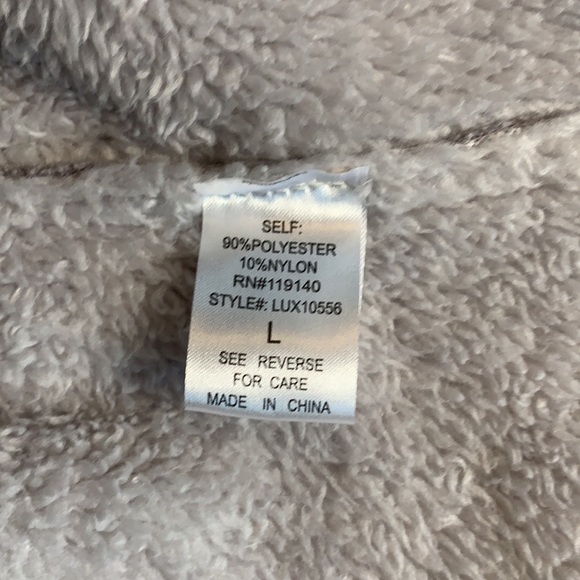 SELF:
90%POLYESTER
10%NYLON
RN#119140
STYLE#: LUX10556
L
SEE REVERSE
FOR CARE
MADE IN CHINA